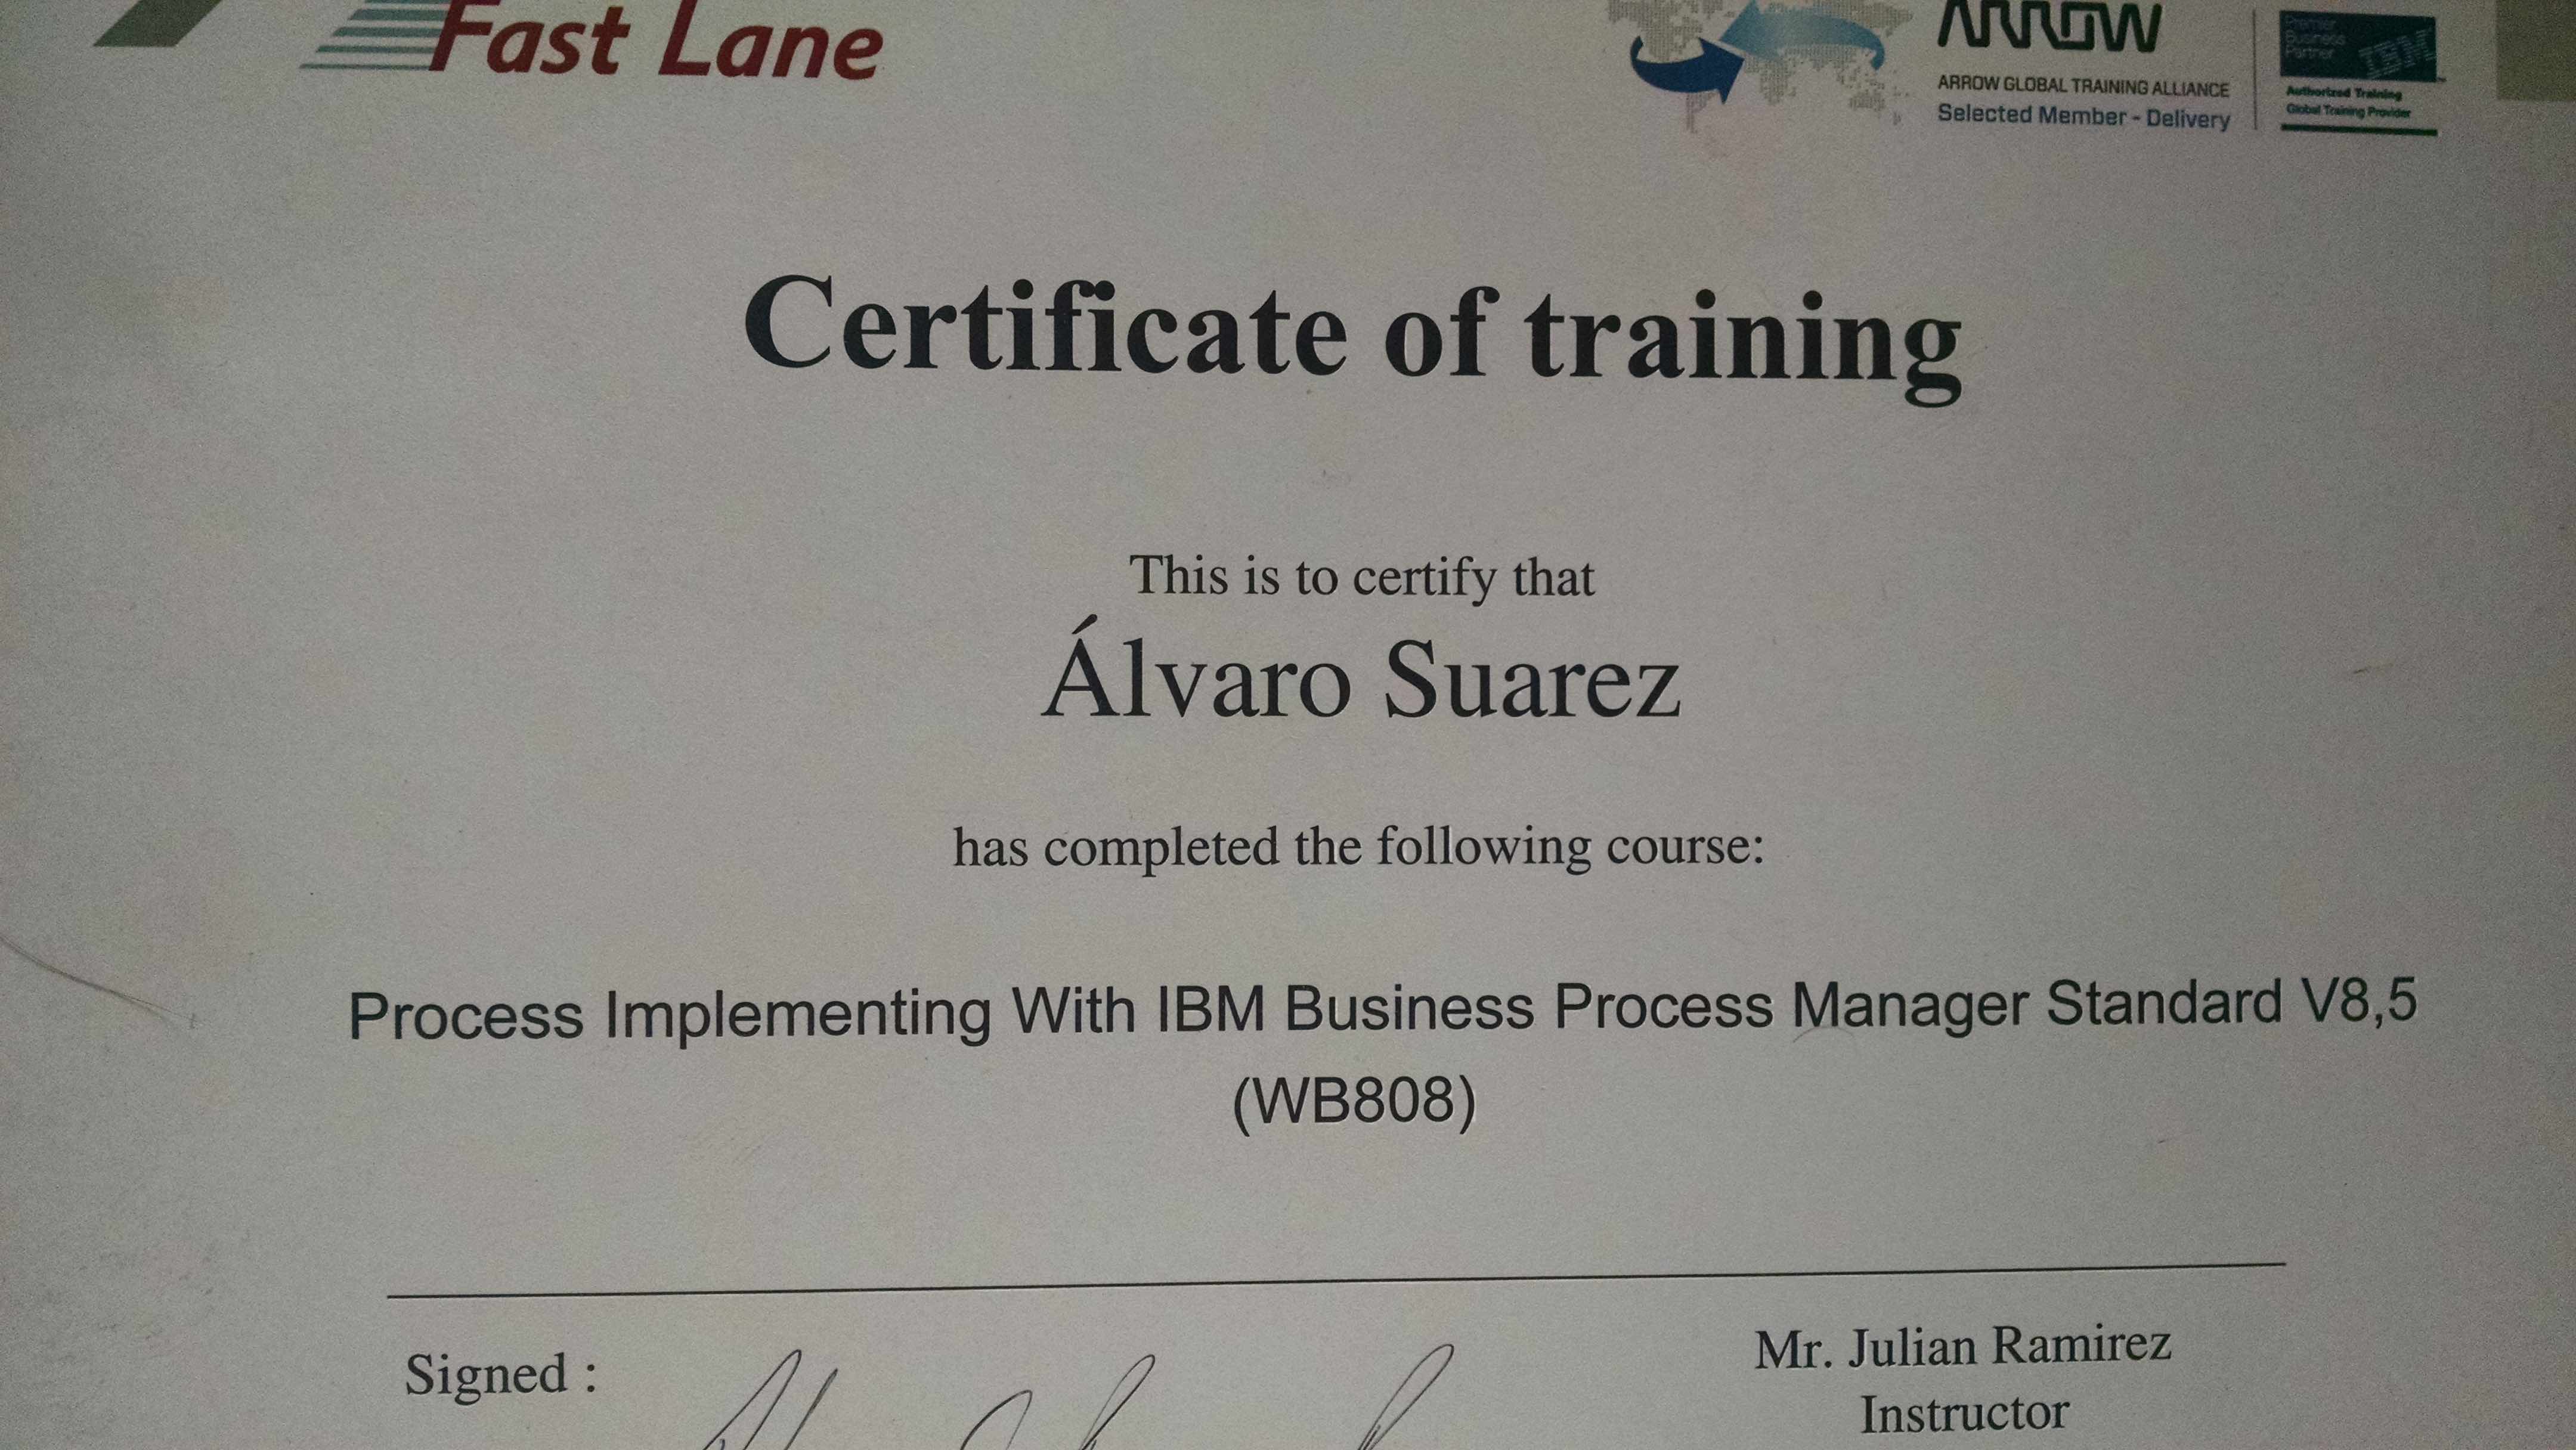 Fast Lane
ARROW
ARROW GLOBAL TRAINING ALLIANCE
Selected Member - Delivery
Premier
Business
Partner
IBM
Authorized Training
Global Training Provider
Certificate of training
This is to certify that
Álvaro Suarez
has completed the following course:
Process Implementing With IBM Business Process Manager Standard V8,5
(WB808)
Signed :
Mr. Julian Ramirez
Instructor